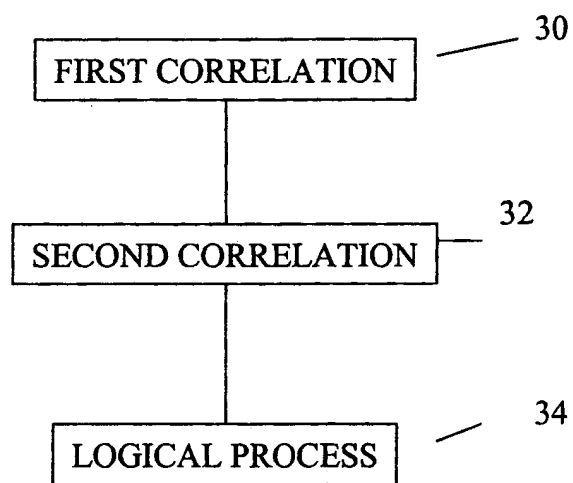 30
FIRST CORRELATION
32
SECOND CORRELATION
34
LOGICAL PROCESS